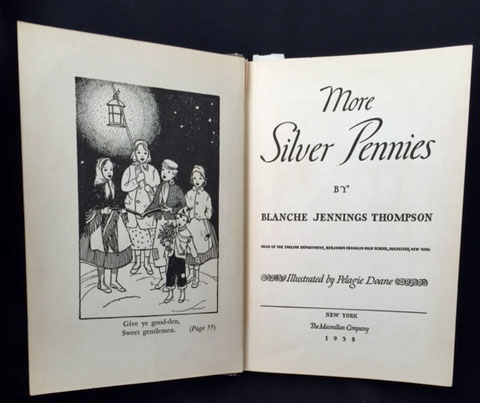 Give ye good-den,
Sweet gentlemen. (Page 55)
More
Silver Pennies
BY
BLANCHE JENNINGS THOMPSON
HEAD OF THE ENGLISH DEPARTMENT, BENJAMIN FRANKLIN HIGH SCHOOL, ROCHESTER, NEW YORK
Illustrated by Pelagie Doane
NEW YORK
The Macmillan Company
1938